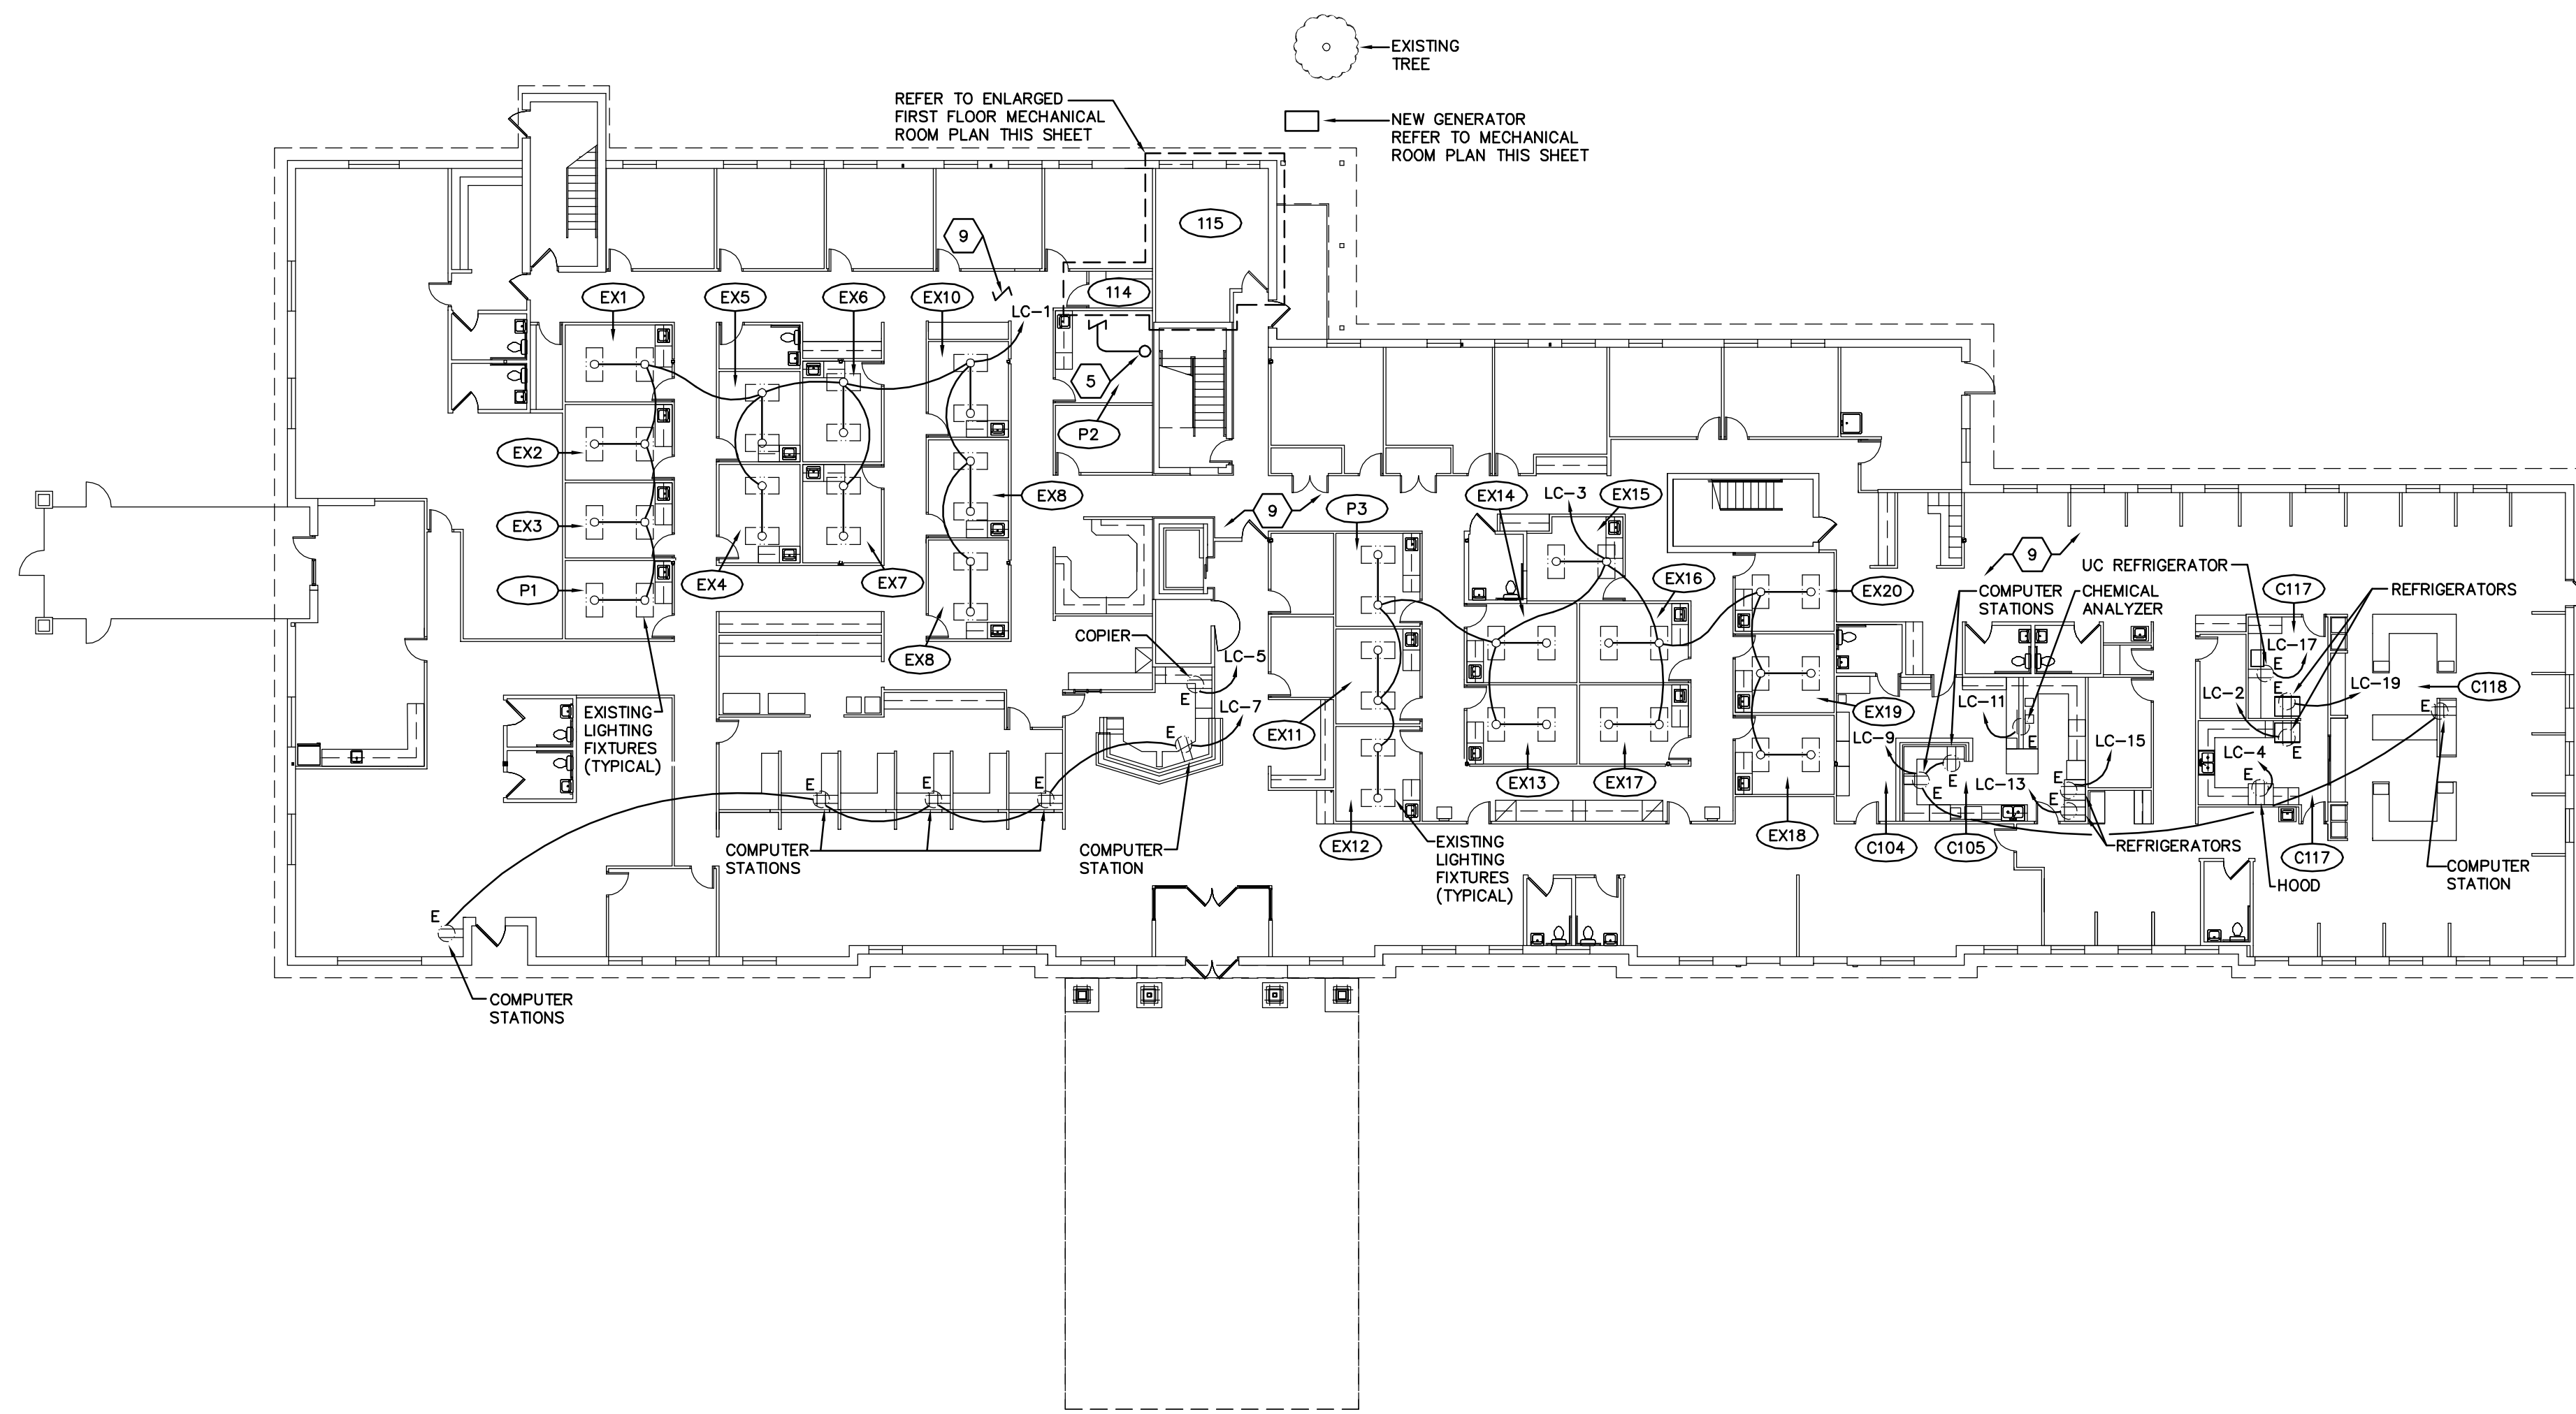 EXISTING
TREE
REFER TO ENLARGED
FIRST FLOOR MECHANICAL
ROOM PLAN THIS SHEET
NEW GENERATOR
REFER TO MECHANICAL
ROOM PLAN THIS SHEET
115
9
114
EX1
EX5
EX6
EX10
LC-1
5
P2
EX2
EX8
EX3
9
P3
EX14
LC-3
EX15
P1
EX4
EX7
EX16
EX20
9
UC REFRIGERATOR
COMPUTER
STATIONS
CHEMICAL
ANALYZER
C117
REFRIGERATORS
EX8
COPIER
LC-5
E
LC-7
E
LC-17
E
E
LC-2
LC-19
C118
E
EXISTING
LIGHTING
FIXTURES
(TYPICAL)
EX11
EX19
LC-11
E
LC-9
LC-15
E
LC-4
E
E
E
E
E
EX13
EX17
E
E
LC-13
E
E
EX12
EX18
C104
C105
REFRIGERATORS
C117
COMPUTER
STATIONS
COMPUTER
STATION
EXISTING
LIGHTING
FIXTURES
(TYPICAL)
HOOD
COMPUTER
STATION
E
COMPUTER
STATIONS